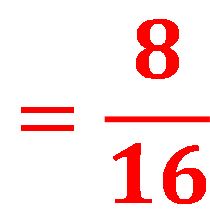 = 8/16